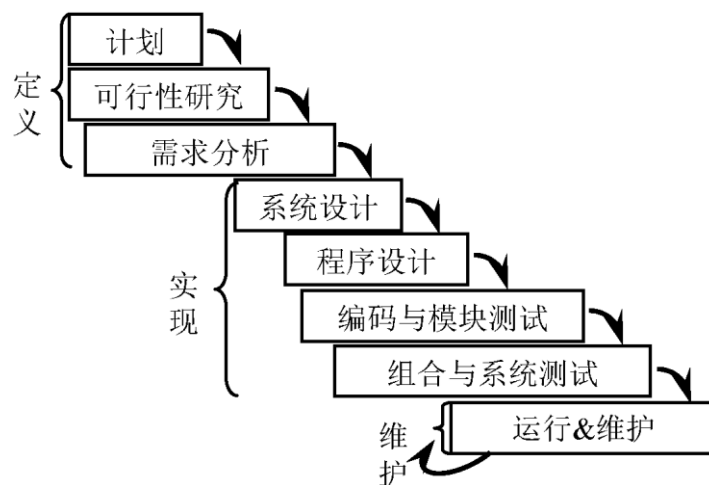 计划
定义
可行性研究
需求分析
系统设计
程序设计
实现
编码与模块测试
组合与系统测试
运行&维护
维护